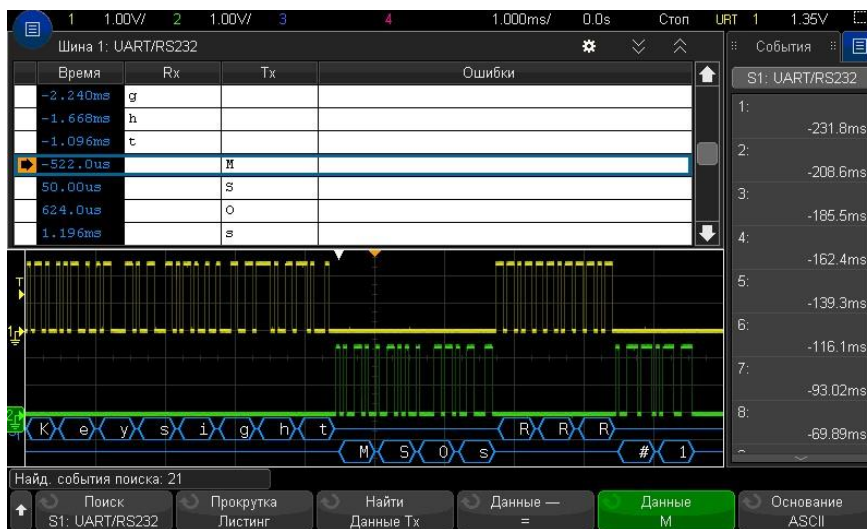 1 1.00V/ 2 1.00V/ 3 4 1.000ms/ 0.0s Стоп URT 1 1.35V
Шина 1: UART/RS232
События
Время Rx Tx Ошибки
S1: UART/RS232
-2.240ms g
-1.668ms h
-1.096ms t
-522.0us M
50.00us S
624.0us O
1.196ms s
1:
-231.8ms
2:
-208.6ms
3:
-185.5ms
4:
-162.4ms
5:
-139.3ms
6:
-116.1ms
7:
-93.02ms
8:
-69.89ms
T
1
2
K e y s i g h t R R R
M S O s # 1
Найд. события поиска: 21
Поиск
S1: UART/RS232
Прокрутка
Листинг
Найти
Данные Tx
Данные —
=
Данные
M
Основание
ASCII